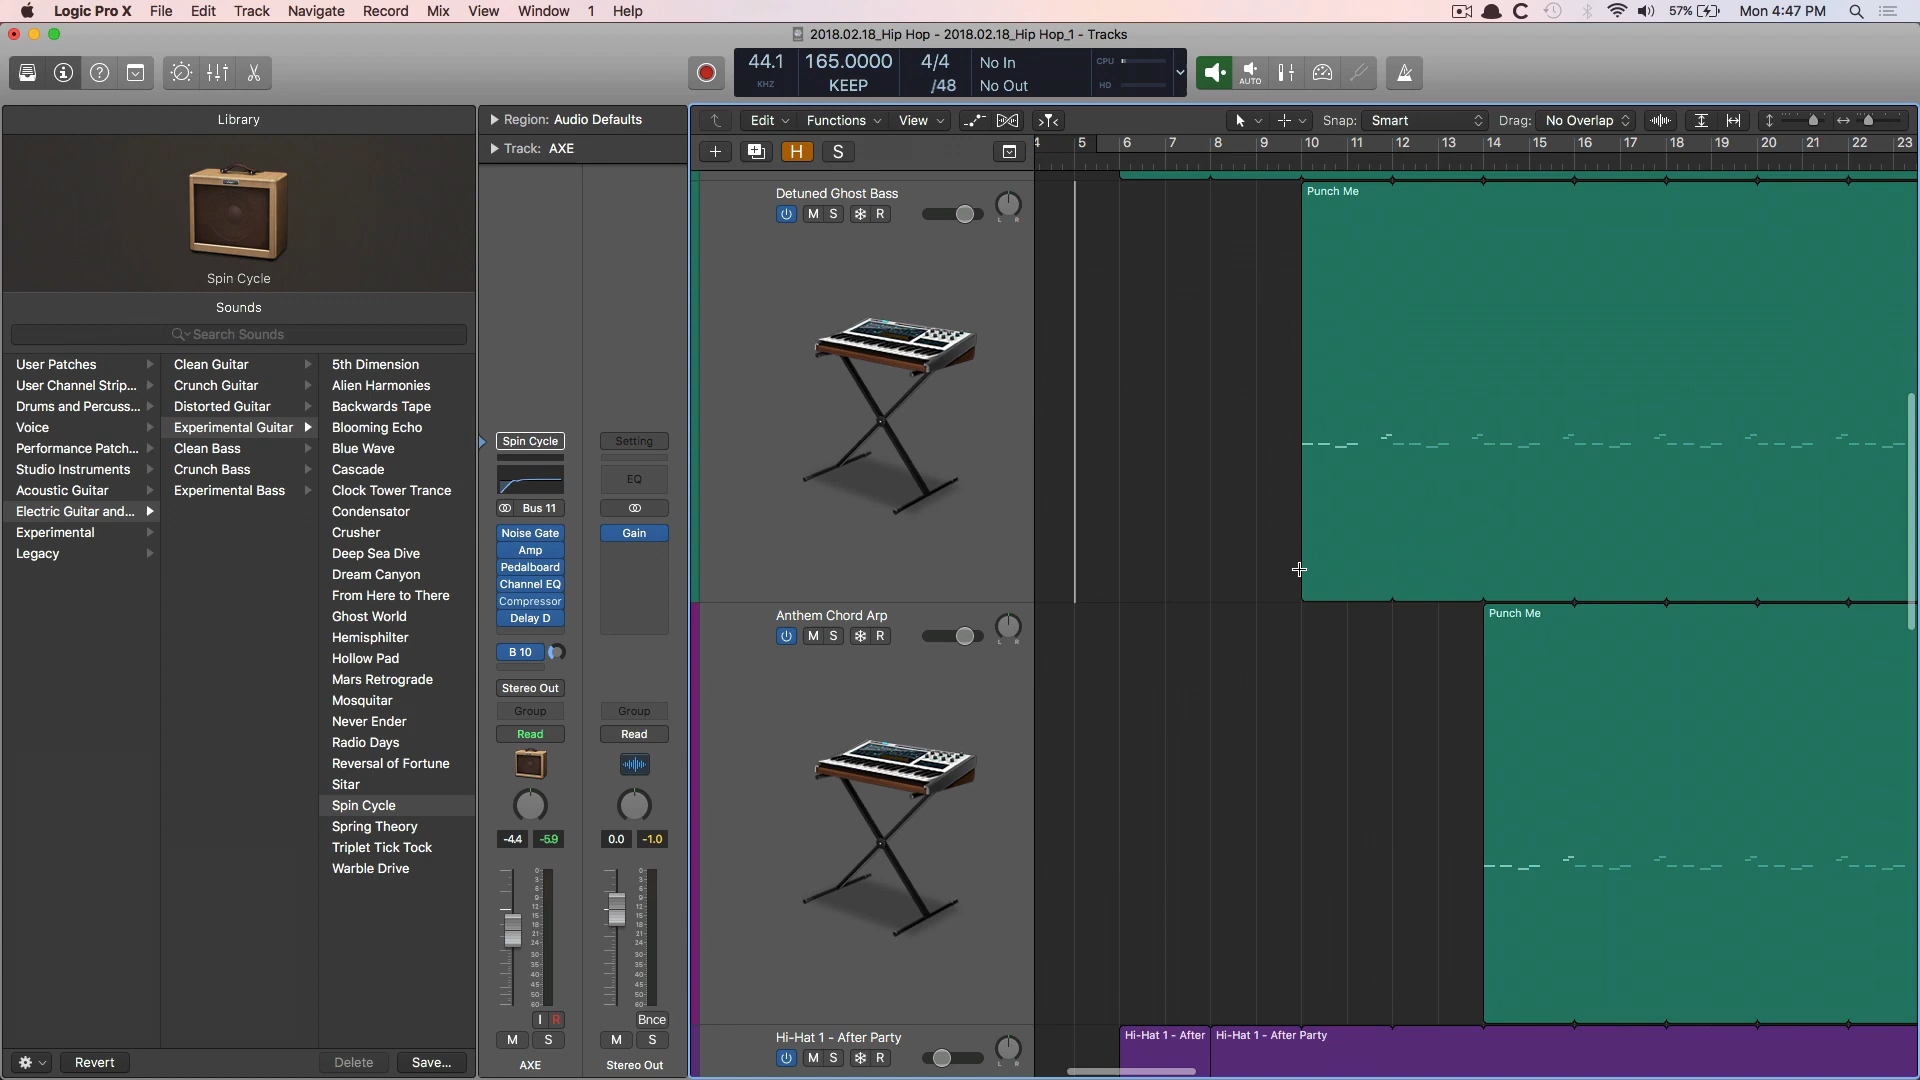 Logic Pro X File Edit Track Navigate Record Mix View Window 1 Help 57% Mon 4:47 PM
2018.02.18_Hip Hop - 2018.02.18_Hip Hop_1 - Tracks
44.1 165.0000 4/4 No In CPU
KHZ KEEP /48 No Out HD
AUTO
Library
Spin Cycle
Sounds
Search Sounds
User Patches
User Channel Strip...
Drums and Percuss...
Voice
Performance Patch...
Studio Instruments
Acoustic Guitar
Electric Guitar and...
Experimental
Legacy
Clean Guitar
Crunch Guitar
Distorted Guitar
Experimental Guitar
Clean Bass
Crunch Bass
Experimental Bass
5th Dimension
Alien Harmonies
Backwards Tape
Blooming Echo
Blue Wave
Cascade
Clock Tower Trance
Condensator
Crusher
Deep Sea Dive
Dream Canyon
From Here to There
Ghost World
Hemisphilter
Hollow Pad
Mars Retrograde
Mosquitar
Never Ender
Radio Days
Reversal of Fortune
Sitar
Spin Cycle
Spring Theory
Triplet Tick Tock
Warble Drive
Revert Delete Save...
Region: Audio Defaults
Track: AXE
Spin Cycle
Bus 11
Noise Gate
Amp
Pedalboard
Channel EQ
Compressor
Delay D
B 10
Stereo Out
Group
Read
-4.4 -5.9
I R
M S
AXE
Setting
EQ
Gain
Group
Read
0.0 -1.0
Bnce
M S
Stereo Out
Edit Functions View Snap: Smart Drag: No Overlap
H S
4 5 6 7 8 9 10 11 12 13 14 15 16 17 18 19 20 21 22 23
Detuned Ghost Bass
M S R
L R
Punch Me
Anthem Chord Arp
M S R
L R
Punch Me
Hi-Hat 1 - After Party
M S R
L R
Hi-Hat 1 - After
Hi-Hat 1 - After Party